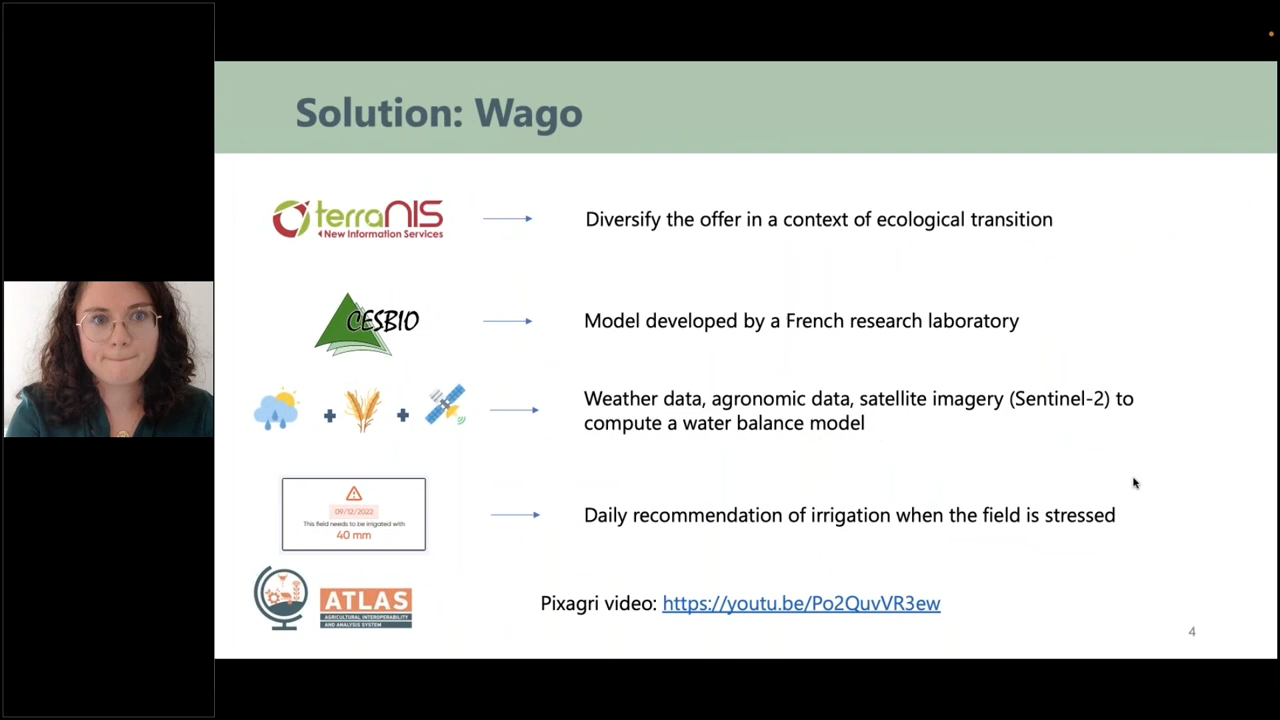 Solution: Wago
terraNIS
New Information Services
Diversify the offer in a context of ecological transition
CESBIO
Model developed by a French research laboratory
Weather data, agronomic data, satellite imagery (Sentinel-2) to
compute a water balance model
09/12/2022
This field needs to be irrigated with
40 mm
Daily recommendation of irrigation when the field is stressed
ATLAS
AGRICULTURAL INTEROPERABILITY
AND ANALYSIS SYSTEM
Pixagri video: https://youtu.be/Po2QuvVR3ew
4